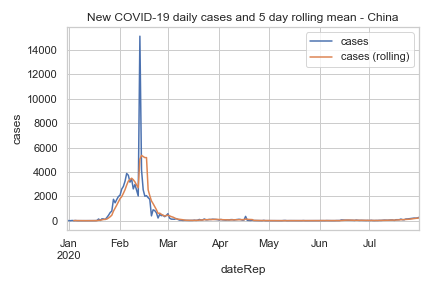 New COVID-19 daily cases and 5 day rolling mean - China
cases
cases (rolling)
14000
12000
10000
8000
6000
4000
2000
0
cases
Jan Feb Mar Apr May Jun Jul
2020
dateRep